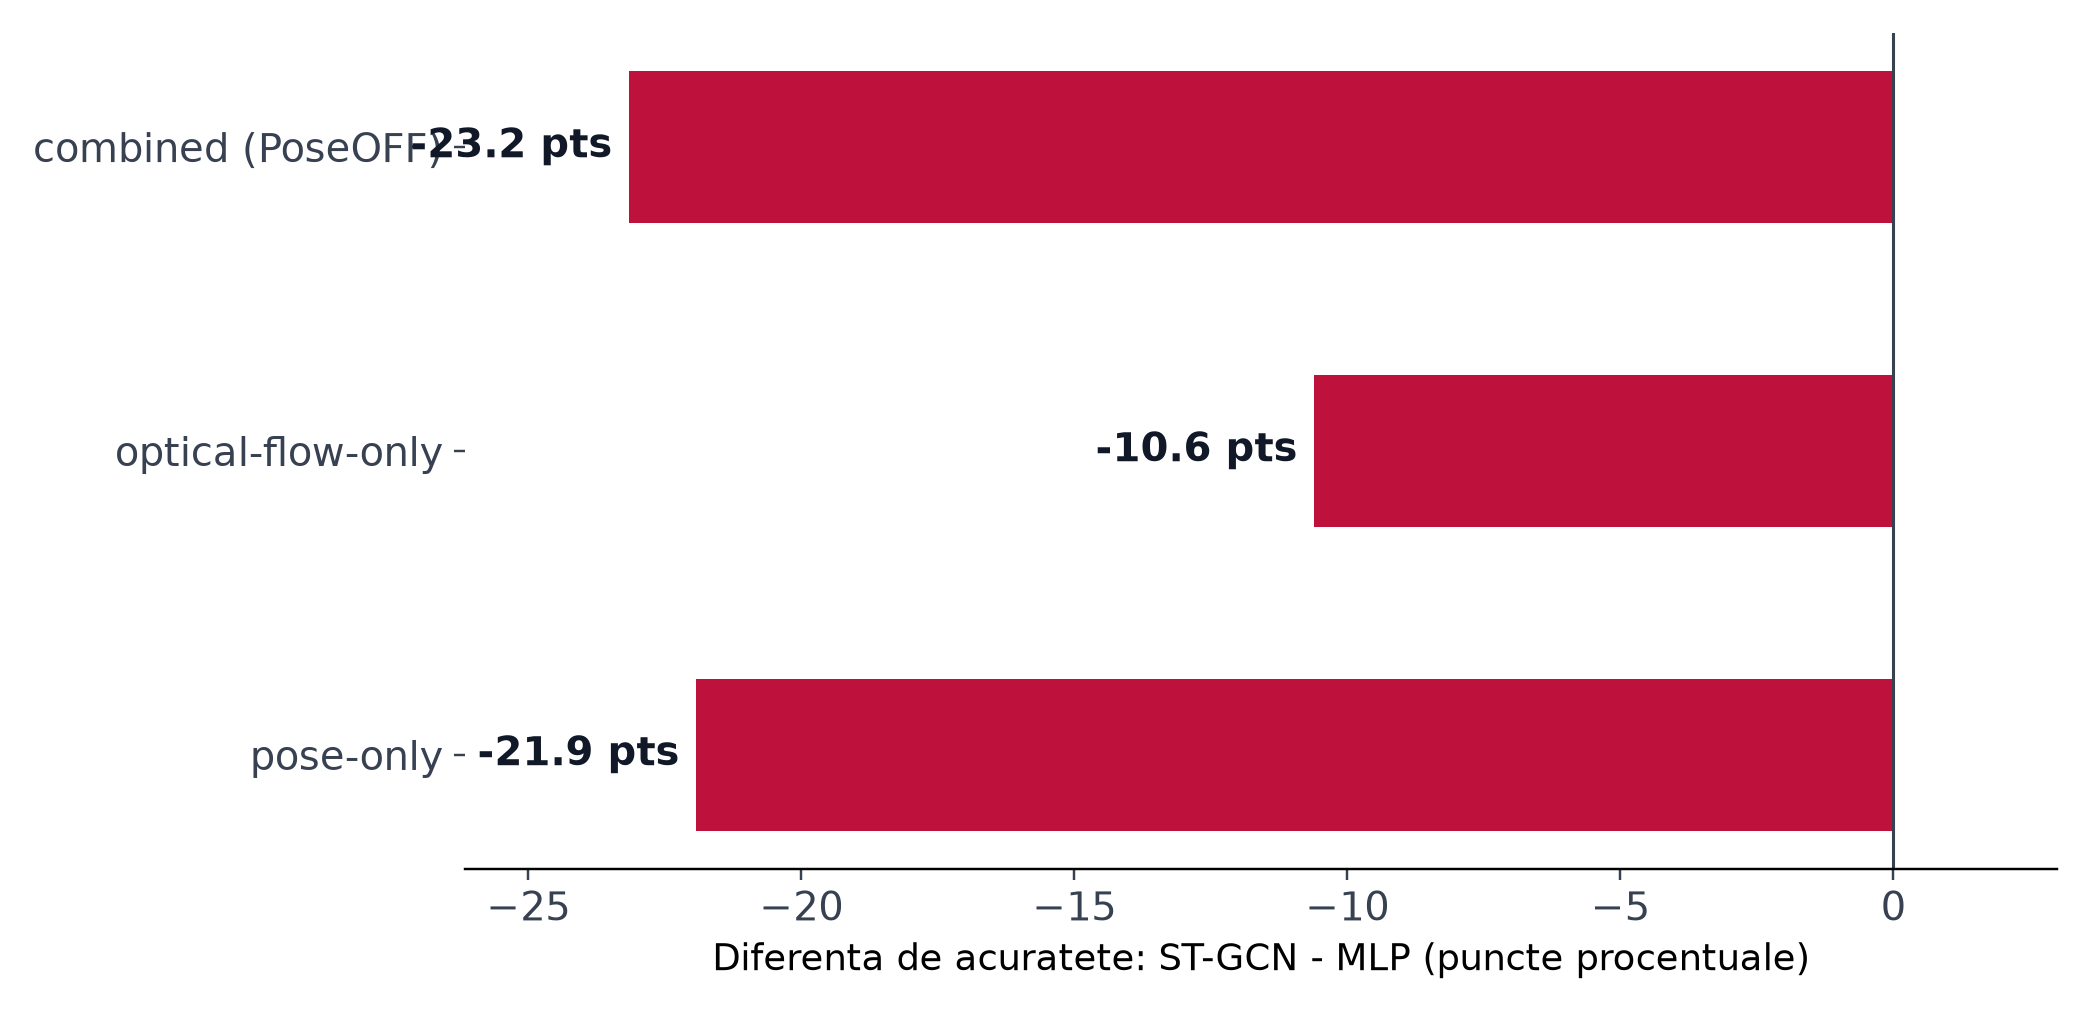 combined (PoseOFF)
-23.2 pts
optical-flow-only
-10.6 pts
pose-only
-21.9 pts
−25 −20 −15 −10 −5 0
Diferenta de acuratete: ST-GCN - MLP (puncte procentuale)